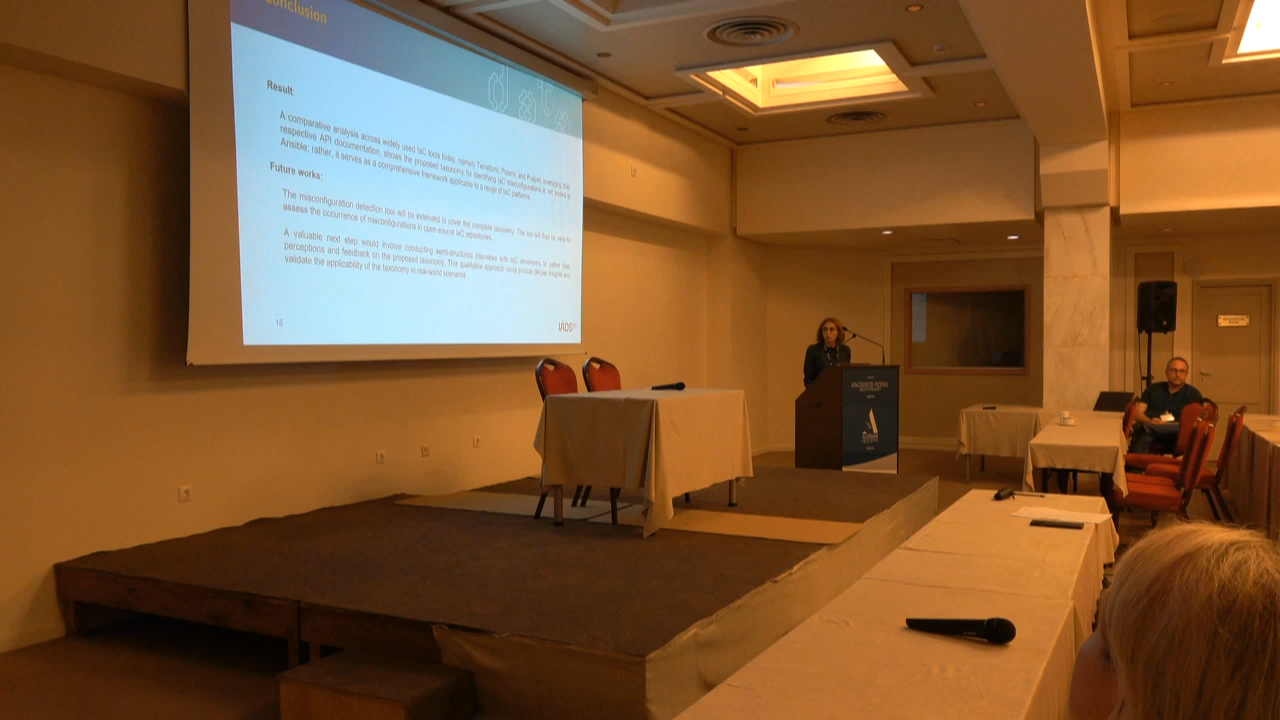 Conclusion
Result:
A comparative analysis across widely used IaC tools today, namely Terraform, Pulumi, and Puppet, leveraging their
respective API documentation, shows the proposed taxonomy for identifying IaC misconfigurations is not limited to
Ansible; rather, it serves as a comprehensive framework applicable to a range of IaC platforms.
Future works:
The misconfiguration detection tool will be extended to cover the complete taxonomy. The tool will then be used to
assess the occurrence of misconfigurations in open-source IaC repositories.
A valuable next step would involve conducting semi-structured interviews with IaC developers to gather their
perceptions and feedback on the proposed taxonomy. This qualitative approach could provide deeper insights and
validate the applicability of the taxonomy in real-world scenarios.
18
IADS
KNOSSOS ROYAL